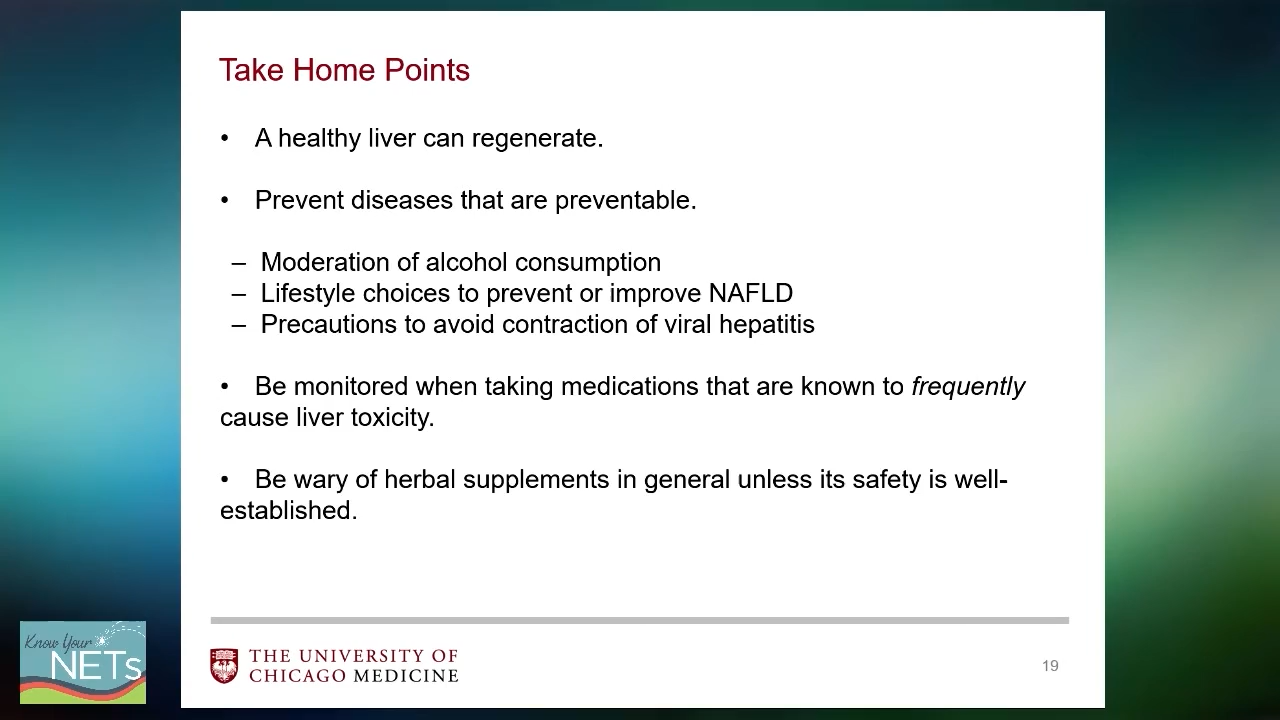 Take Home Points
• A healthy liver can regenerate.
• Prevent diseases that are preventable.
– Moderation of alcohol consumption
– Lifestyle choices to prevent or improve NAFLD
– Precautions to avoid contraction of viral hepatitis
• Be monitored when taking medications that are known to frequently
cause liver toxicity.
• Be wary of herbal supplements in general unless its safety is well-
established.
Know Your
NETs
THE UNIVERSITY OF
CHICAGO MEDICINE
19